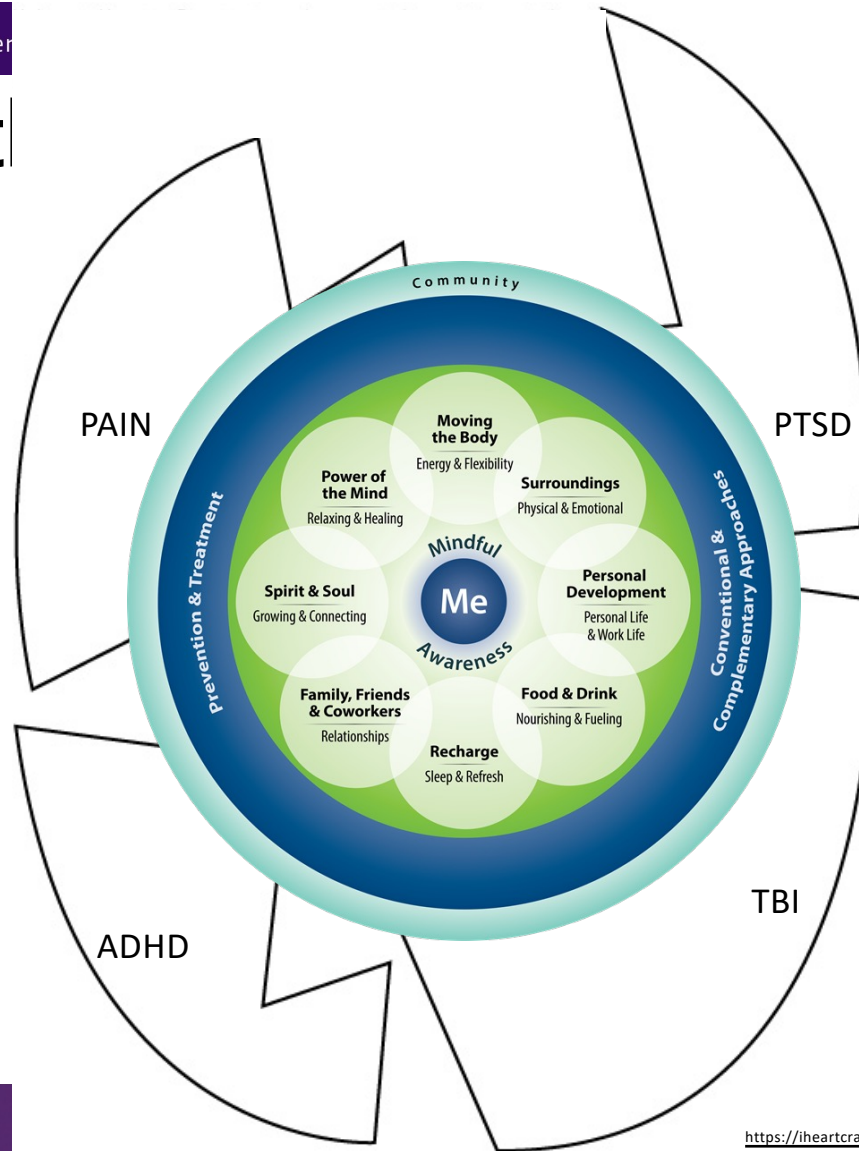 Community
PAIN
PTSD
Moving
the Body
Energy & Flexibility
Power of
the Mind
Relaxing & Healing
Surroundings
Physical & Emotional
Prevention & Treatment
Conventional &
Complementary Approaches
Mindful
Me
Awareness
Spirit & Soul
Growing & Connecting
Personal
Development
Personal Life
& Work Life
Family, Friends
& Coworkers
Relationships
Food & Drink
Nourishing & Fueling
Recharge
Sleep & Refresh
TBI
ADHD
https://iheartcra